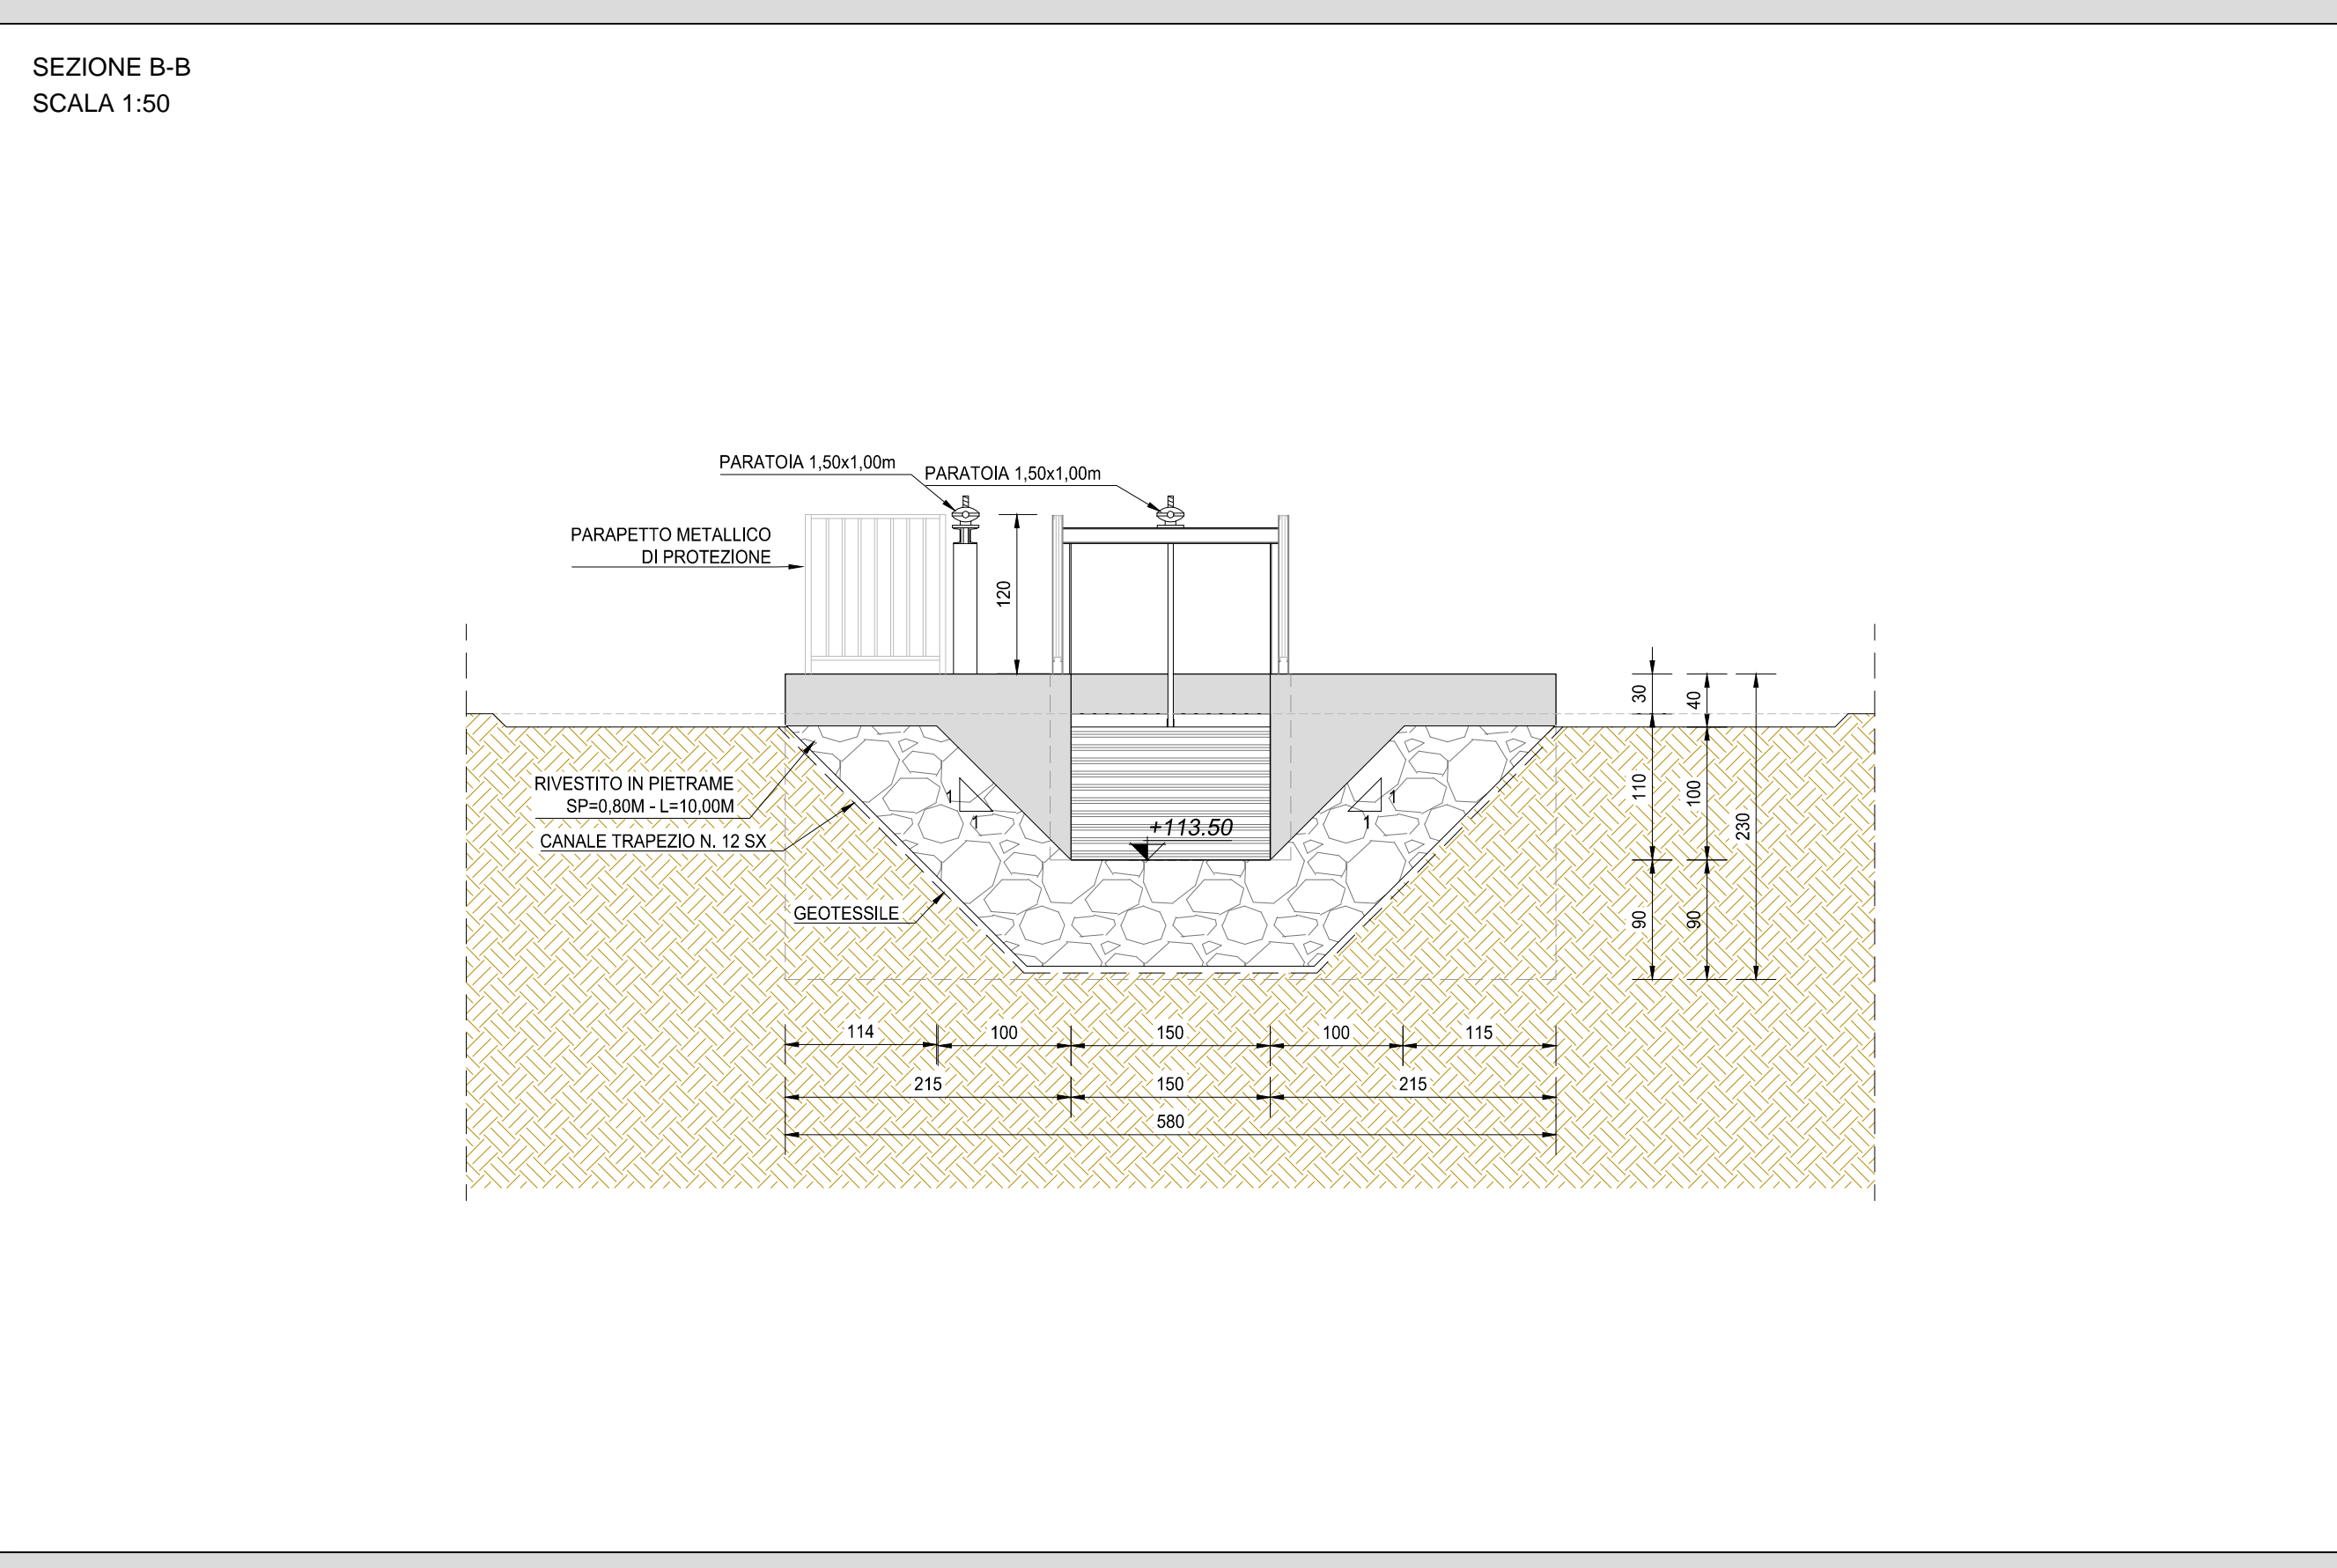 SEZIONE B-B
SCALA 1:50
PARATOIA 1,50x1,00m
PARATOIA 1,50x1,00m
PARAPETTO METALLICO
DI PROTEZIONE
120
30
40
RIVESTITO IN PIETRAME
SP=0,80M - L=10,00M
CANALE TRAPEZIO N. 12 SX
GEOTESSILE
1
1
1
1
+113.50
110
100
230
90
90
114
100
150
100
115
215
150
215
580